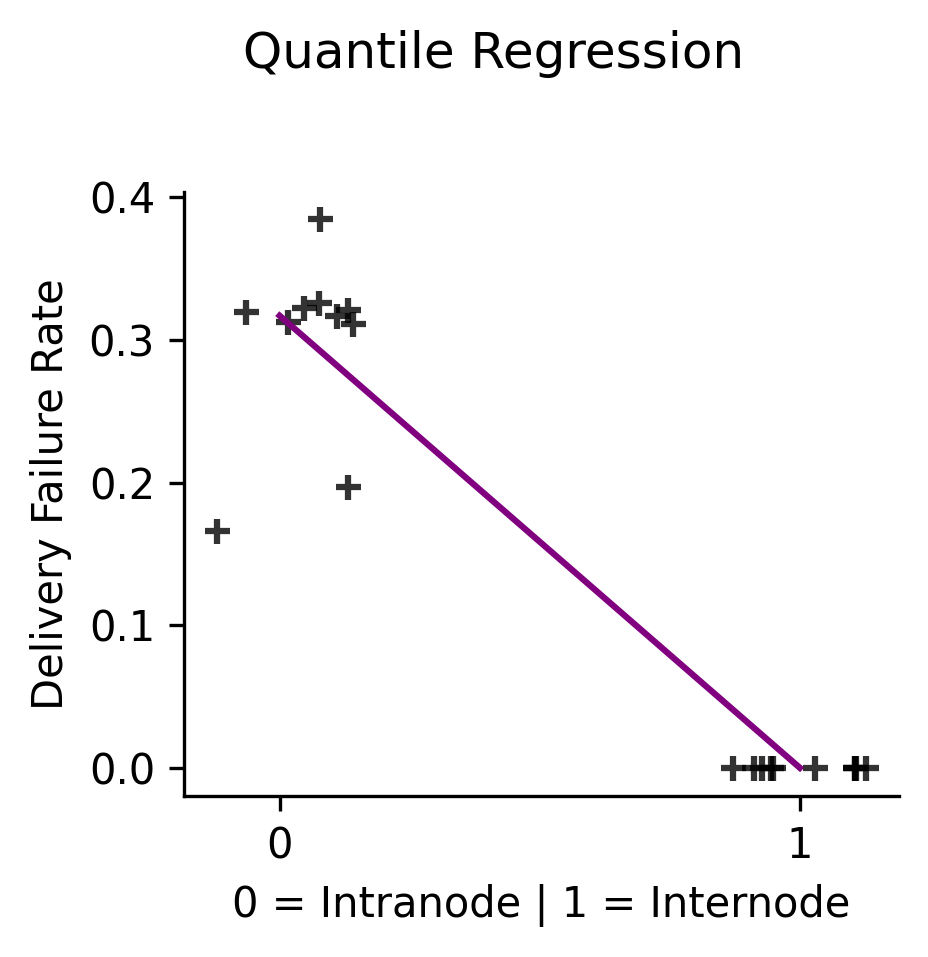 Quantile Regression
0.4
0.3
0.2
0.1
0.0
Delivery Failure Rate
0
1
0 = Intranode | 1 = Internode